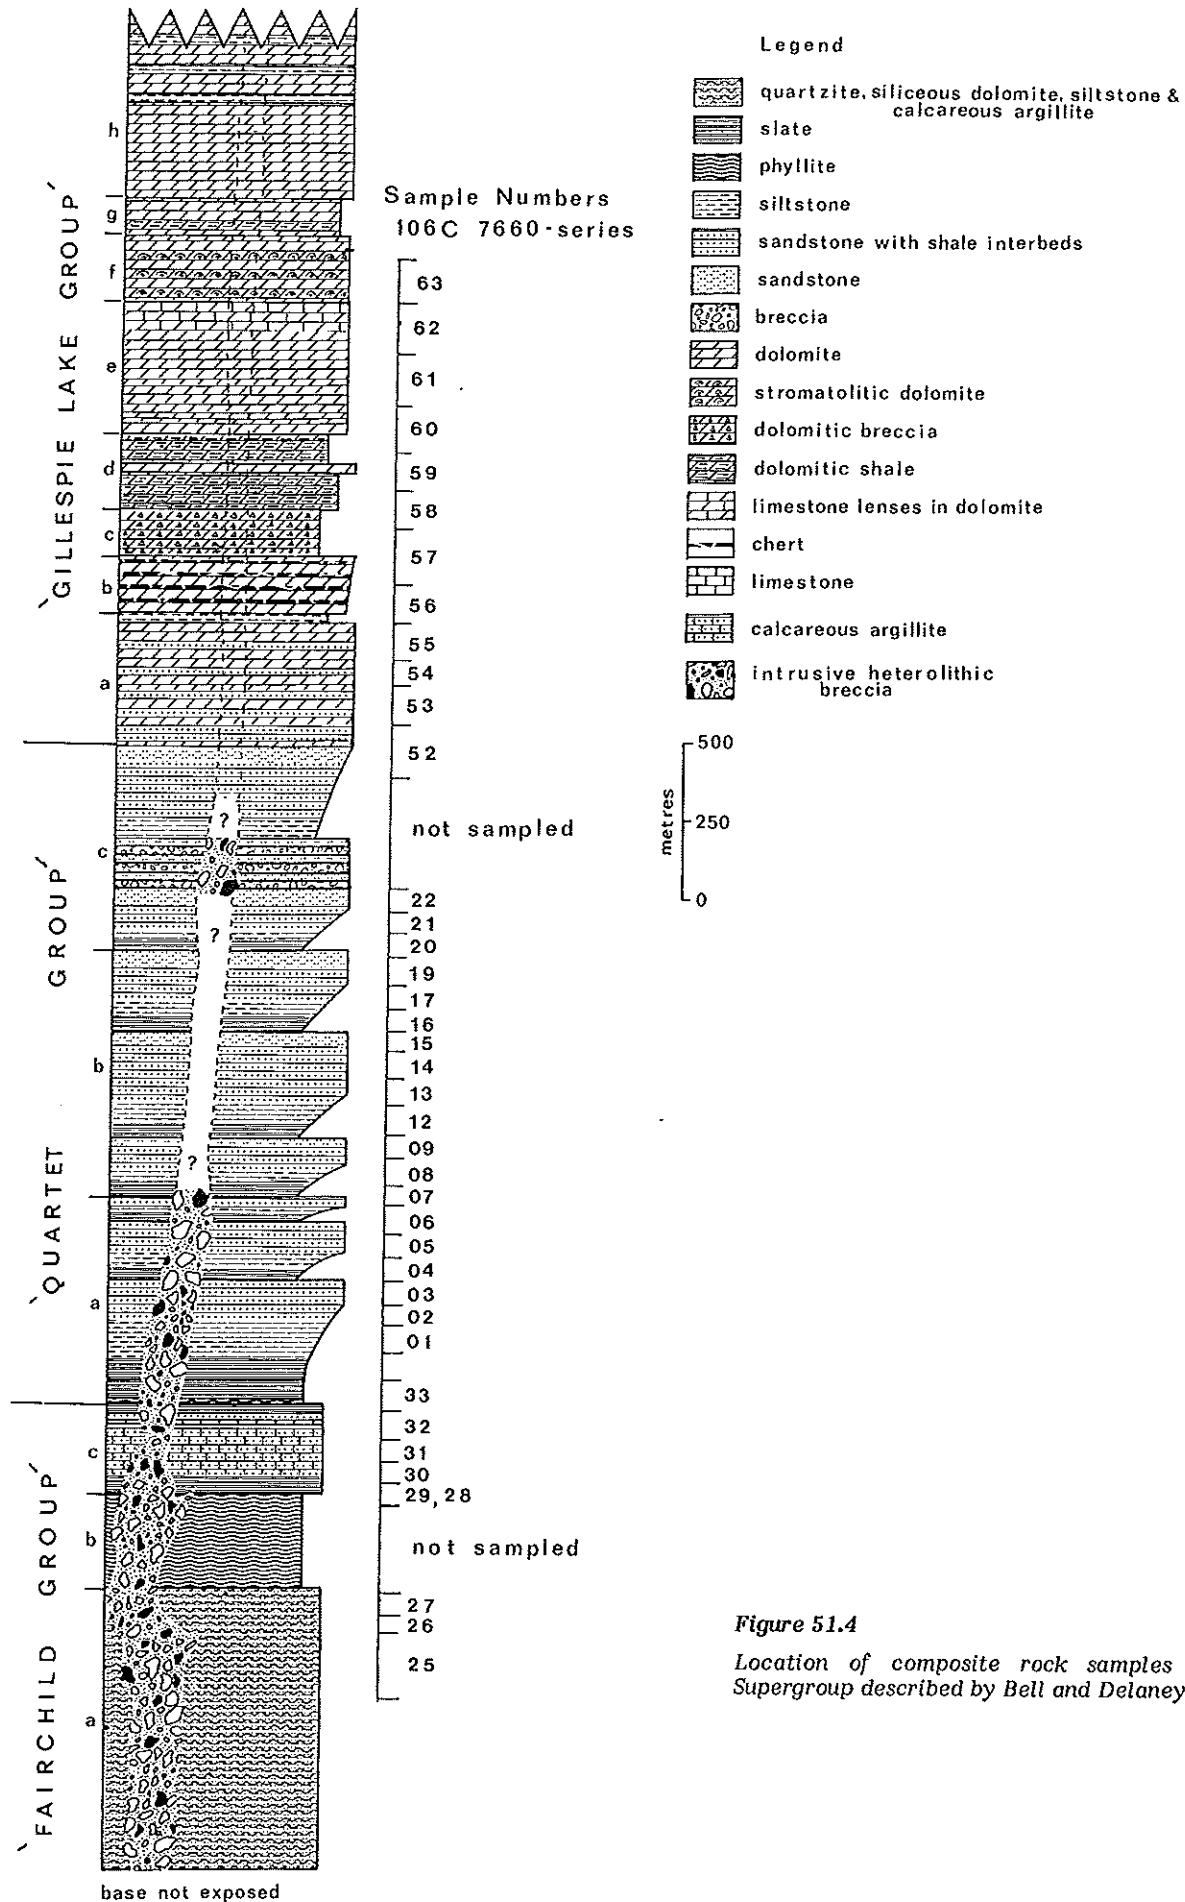 Legend
quartzite, siliceous dolomite, siltstone &
calcareous argillite
slate
phyllite
siltstone
sandstone with shale interbeds
sandstone
breccia
dolomite
stromatolitic dolomite
dolomitic breccia
dolomitic shale
limestone lenses in dolomite
chert
limestone
calcareous argillite
intrusive heterolithic
breccia
500
250
0
metres
Sample Numbers
106C 7660-series
63
62
61
60
59
58
57
56
55
54
53
52
not sampled
22
21
20
19
17
16
15
14
13
12
09
08
07
06
05
04
03
02
01
33
32
31
30
29,28
not sampled
27
26
25
‵GILLESPIE LAKE GROUP′
h
g
f
e
d
c
b
a
‵QUARTET GROUP′
c
b
a
?
?
?
‵FAIRCHILD GROUP′
c
b
a
base not exposed
Figure 51.4
Location of composite rock samples
Supergroup described by Bell and Delaney